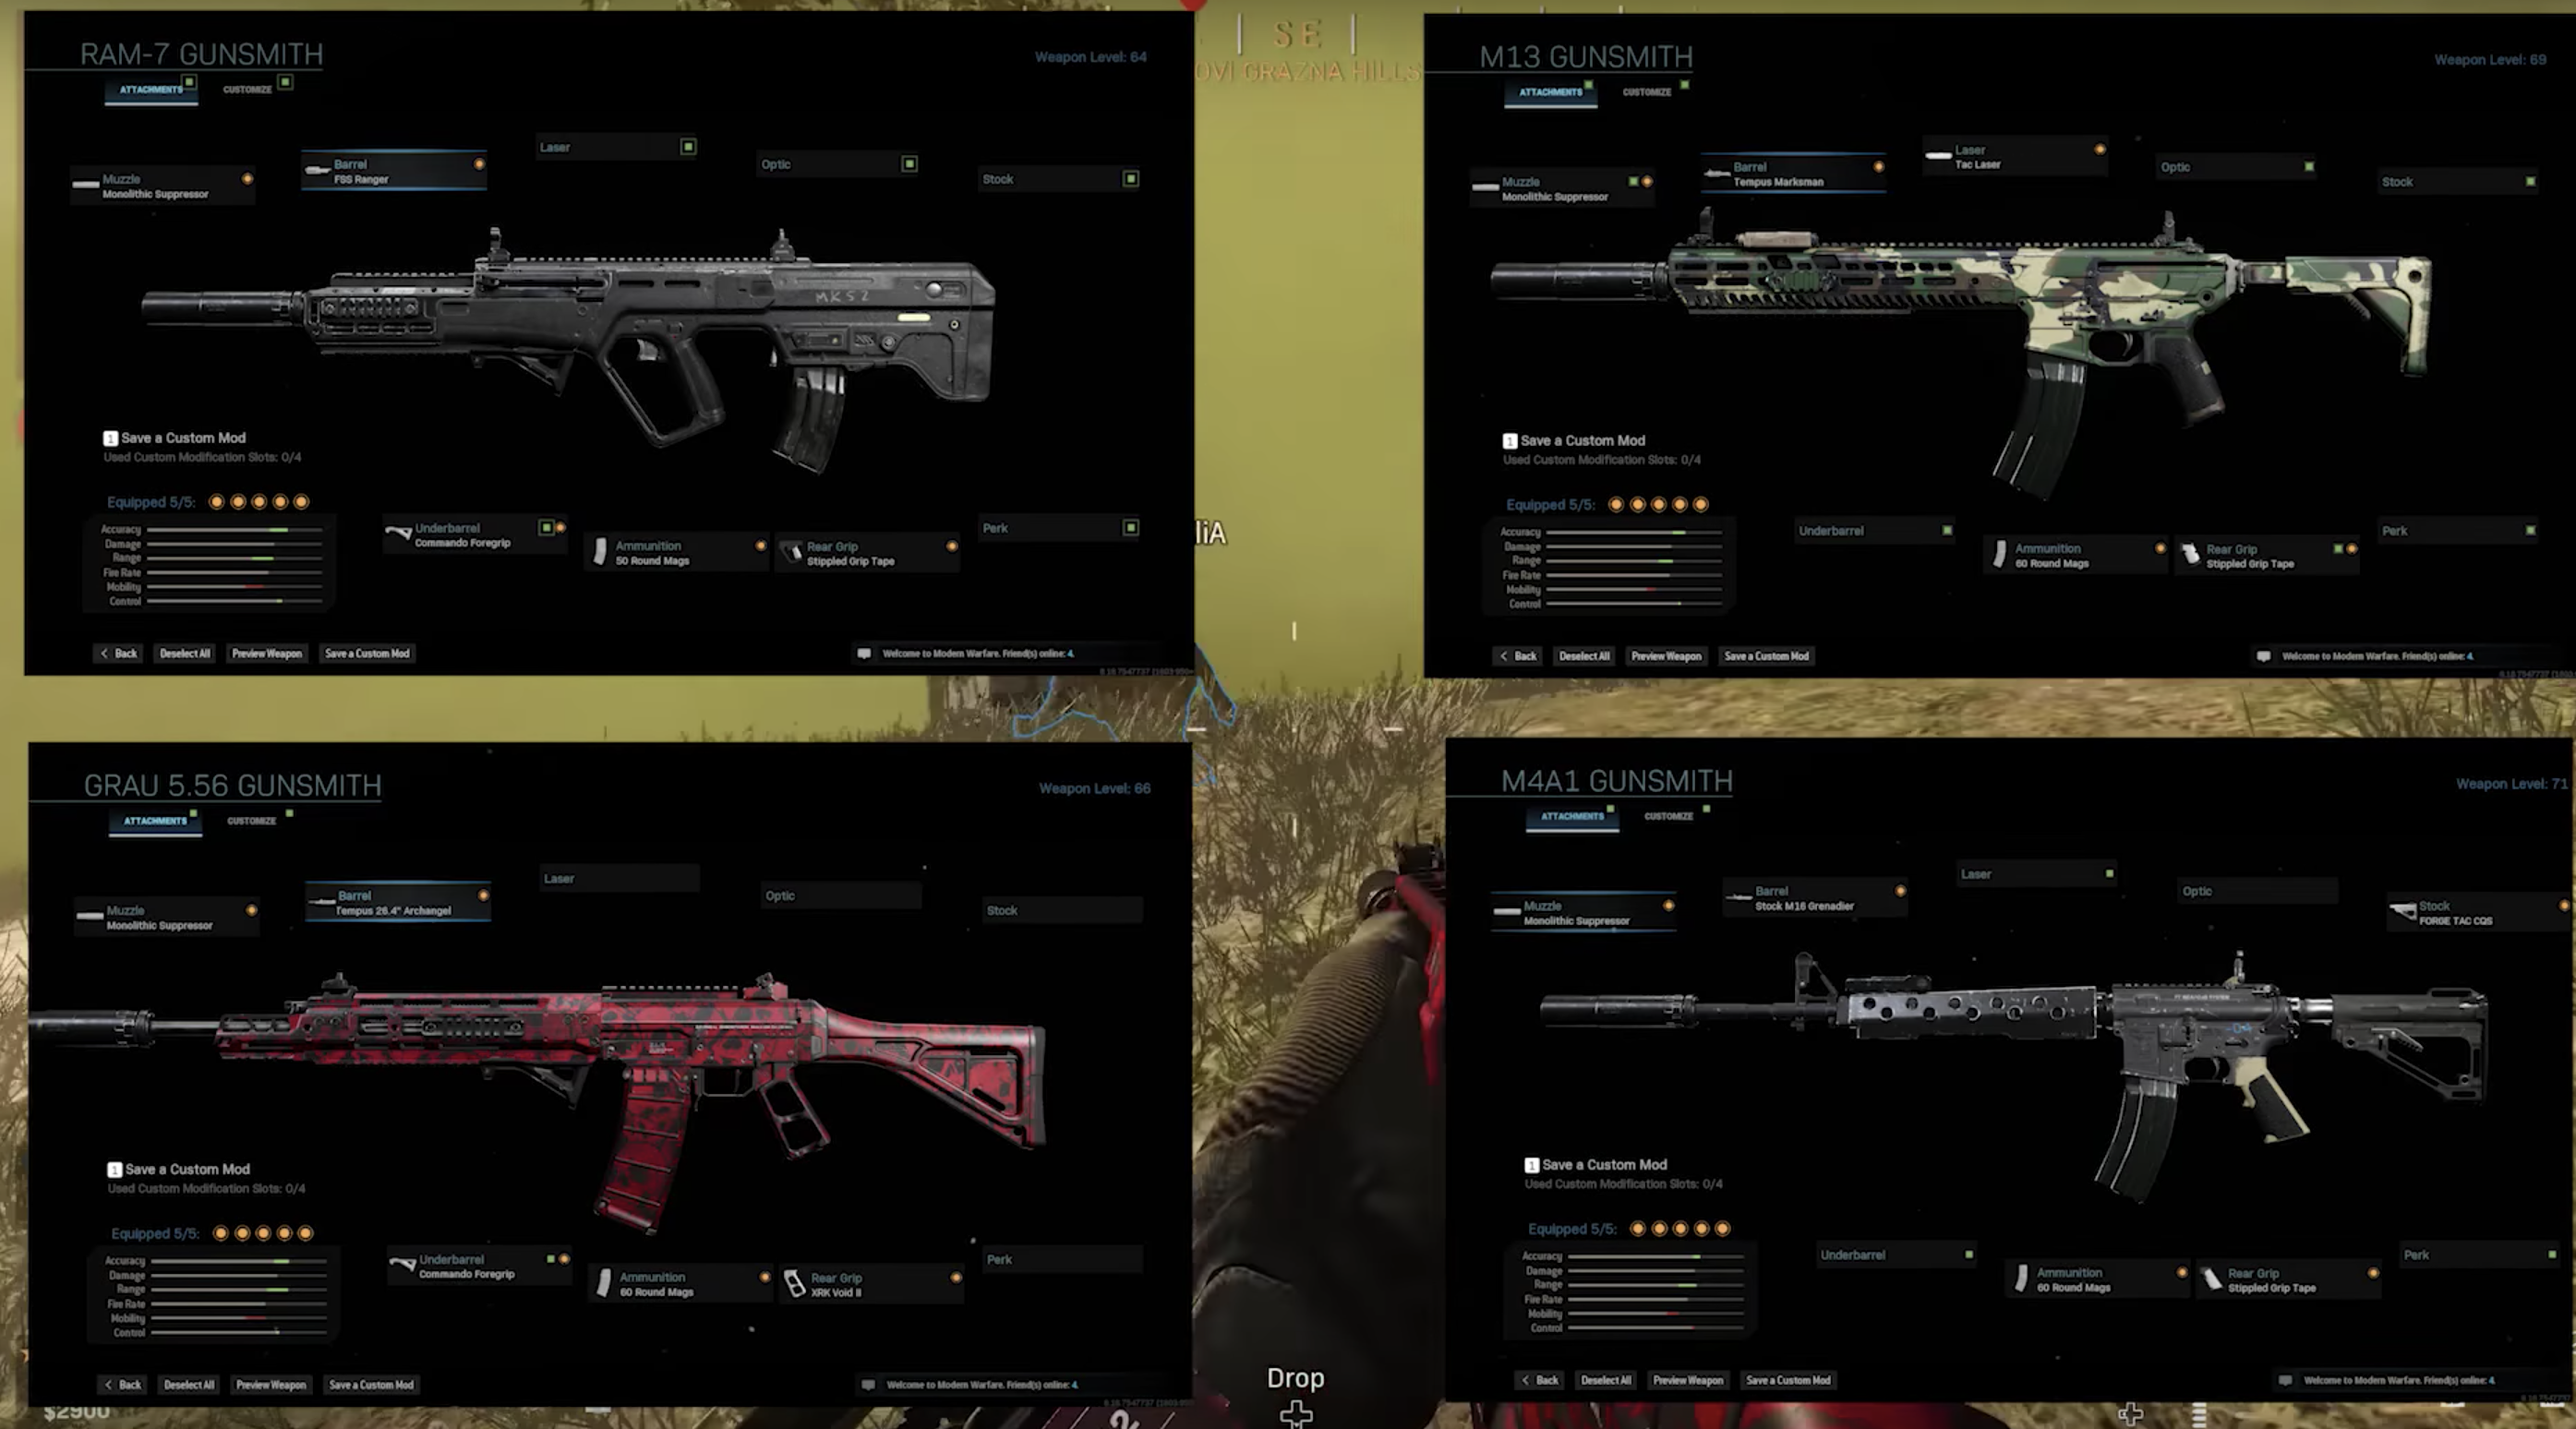 RAM-7 GUNSMITH
Weapon Level: 64
ATTACHMENTS
CUSTOMIZE
Laser
Barrel
FSS Ranger
Optic
Muzzle
Monolithic Suppressor
Stock
MK52
1 Save a Custom Mod
Used Custom Modification Slots: 0/4
Equipped 5/5:
Accuracy
Damage
Range
Fire Rate
Mobility
Control
Underbarrel
Commando Foregrip
Ammunition
50 Round Mags
Rear Grip
Stippled Grip Tape
Perk
Back
Deselect All
Preview Weapon
Save a Custom Mod
Welcome to Modern Warfare. Friend(s) online: 4.
SE
OVI GRAZNA HILLS
liA
M13 GUNSMITH
Weapon Level: 69
ATTACHMENTS
CUSTOMIZE
Laser
Tac Laser
Barrel
Tempus Marksman
Optic
Muzzle
Monolithic Suppressor
Stock
1 Save a Custom Mod
Used Custom Modification Slots: 0/4
Equipped 5/5:
Accuracy
Damage
Range
Fire Rate
Mobility
Control
Underbarrel
Ammunition
60 Round Mags
Rear Grip
Stippled Grip Tape
Perk
Back
Deselect All
Preview Weapon
Save a Custom Mod
Welcome to Modern Warfare. Friend(s) online: 4.
GRAU 5.56 GUNSMITH
Weapon Level: 66
ATTACHMENTS
CUSTOMIZE
Laser
Barrel
Tempus 26.4" Archangel
Optic
Muzzle
Monolithic Suppressor
Stock
1 Save a Custom Mod
Used Custom Modification Slots: 0/4
Equipped 5/5:
Accuracy
Damage
Range
Fire Rate
Mobility
Control
Underbarrel
Commando Foregrip
Ammunition
60 Round Mags
Rear Grip
XRK Void II
Perk
Back
Deselect All
Preview Weapon
Save a Custom Mod
Welcome to Modern Warfare. Friend(s) online: 4.
$2900
Drop
M4A1 GUNSMITH
Weapon Level: 71
ATTACHMENTS
CUSTOMIZE
Laser
Barrel
Stock M16 Grenadier
Optic
Muzzle
Monolithic Suppressor
Stock
FORGE TAC CQS
1 Save a Custom Mod
Used Custom Modification Slots: 0/4
Equipped 5/5:
Accuracy
Damage
Range
Fire Rate
Mobility
Control
Underbarrel
Ammunition
60 Round Mags
Rear Grip
Stippled Grip Tape
Perk
Back
Deselect All
Preview Weapon
Save a Custom Mod
Welcome to Modern Warfare. Friend(s) online: 4.